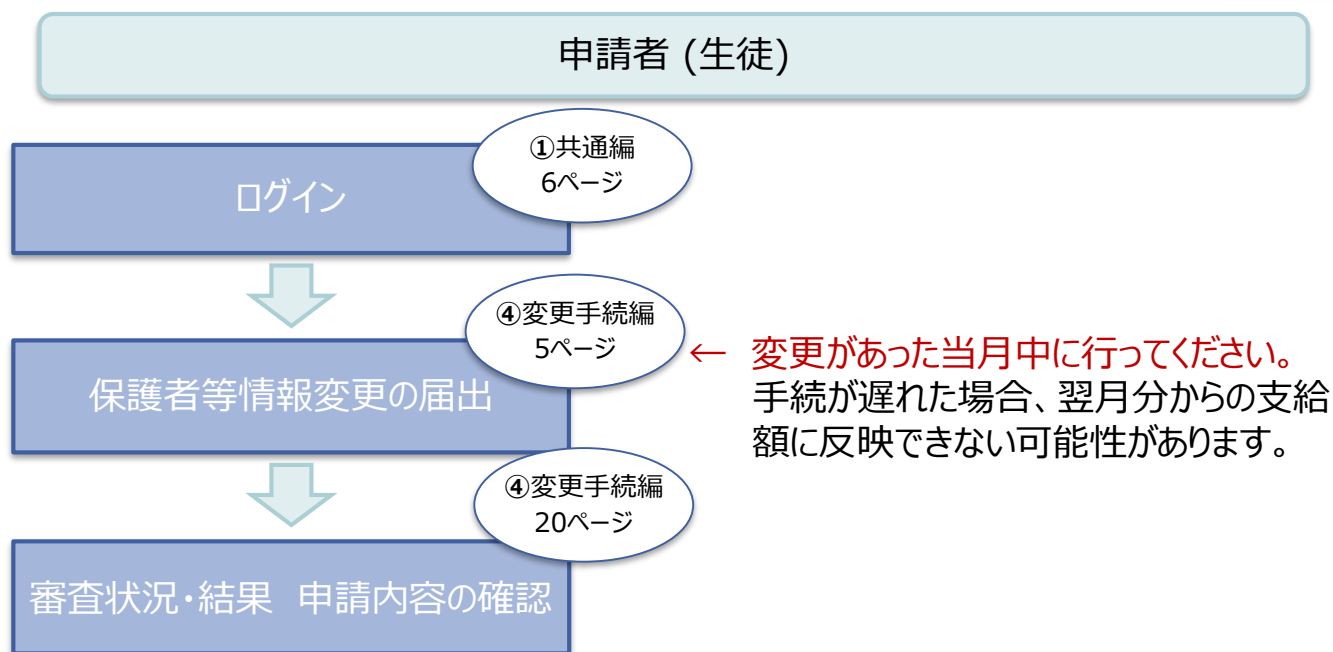 申請者 (生徒)
①共通編
6ページ
ログイン
④変更手続編
5ページ
保護者等情報変更の届出
← 変更があった当月中に行ってください。
手続が遅れた場合、翌月分からの支給
額に反映できない可能性があります。
④変更手続編
20ページ
審査状況・結果　申請内容の確認